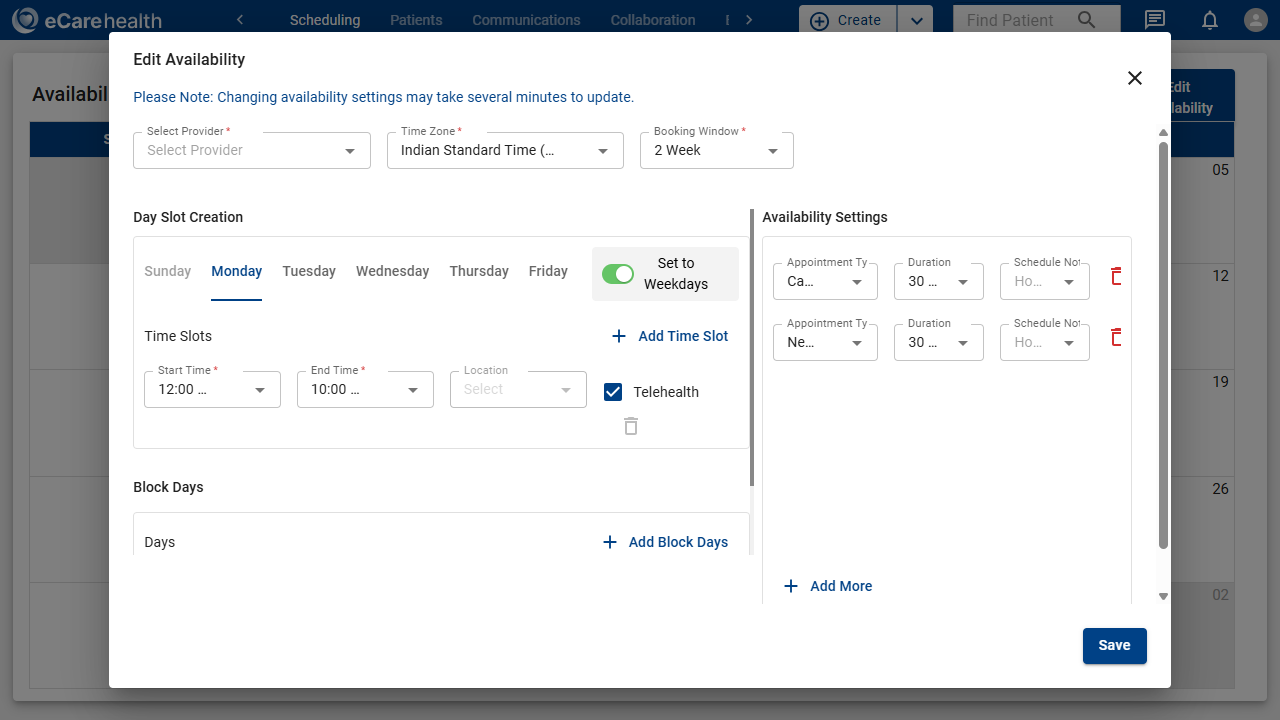 eCarehealth
Scheduling Patients Communications Collaboration
Create
Find Patient
Edit Availability
Please Note: Changing availability settings may take several minutes to update.
Select Provider *
Select Provider
Time Zone *
Indian Standard Time (...
Booking Window *
2 Week
Day Slot Creation
Sunday Monday Tuesday Wednesday Thursday Friday
Set to
Weekdays
Time Slots
Add Time Slot
Start Time *
12:00 ...
End Time *
10:00 ...
Location
Select
Telehealth
Block Days
Days
Add Block Days
Availability Settings
Appointment Ty
Ca...
Duration
30 ...
Schedule Not
Ho...
Appointment Ty
Ne...
Duration
30 ...
Schedule Not
Ho...
Add More
Save
Availabil
Edit
lability
05
12
19
26
02